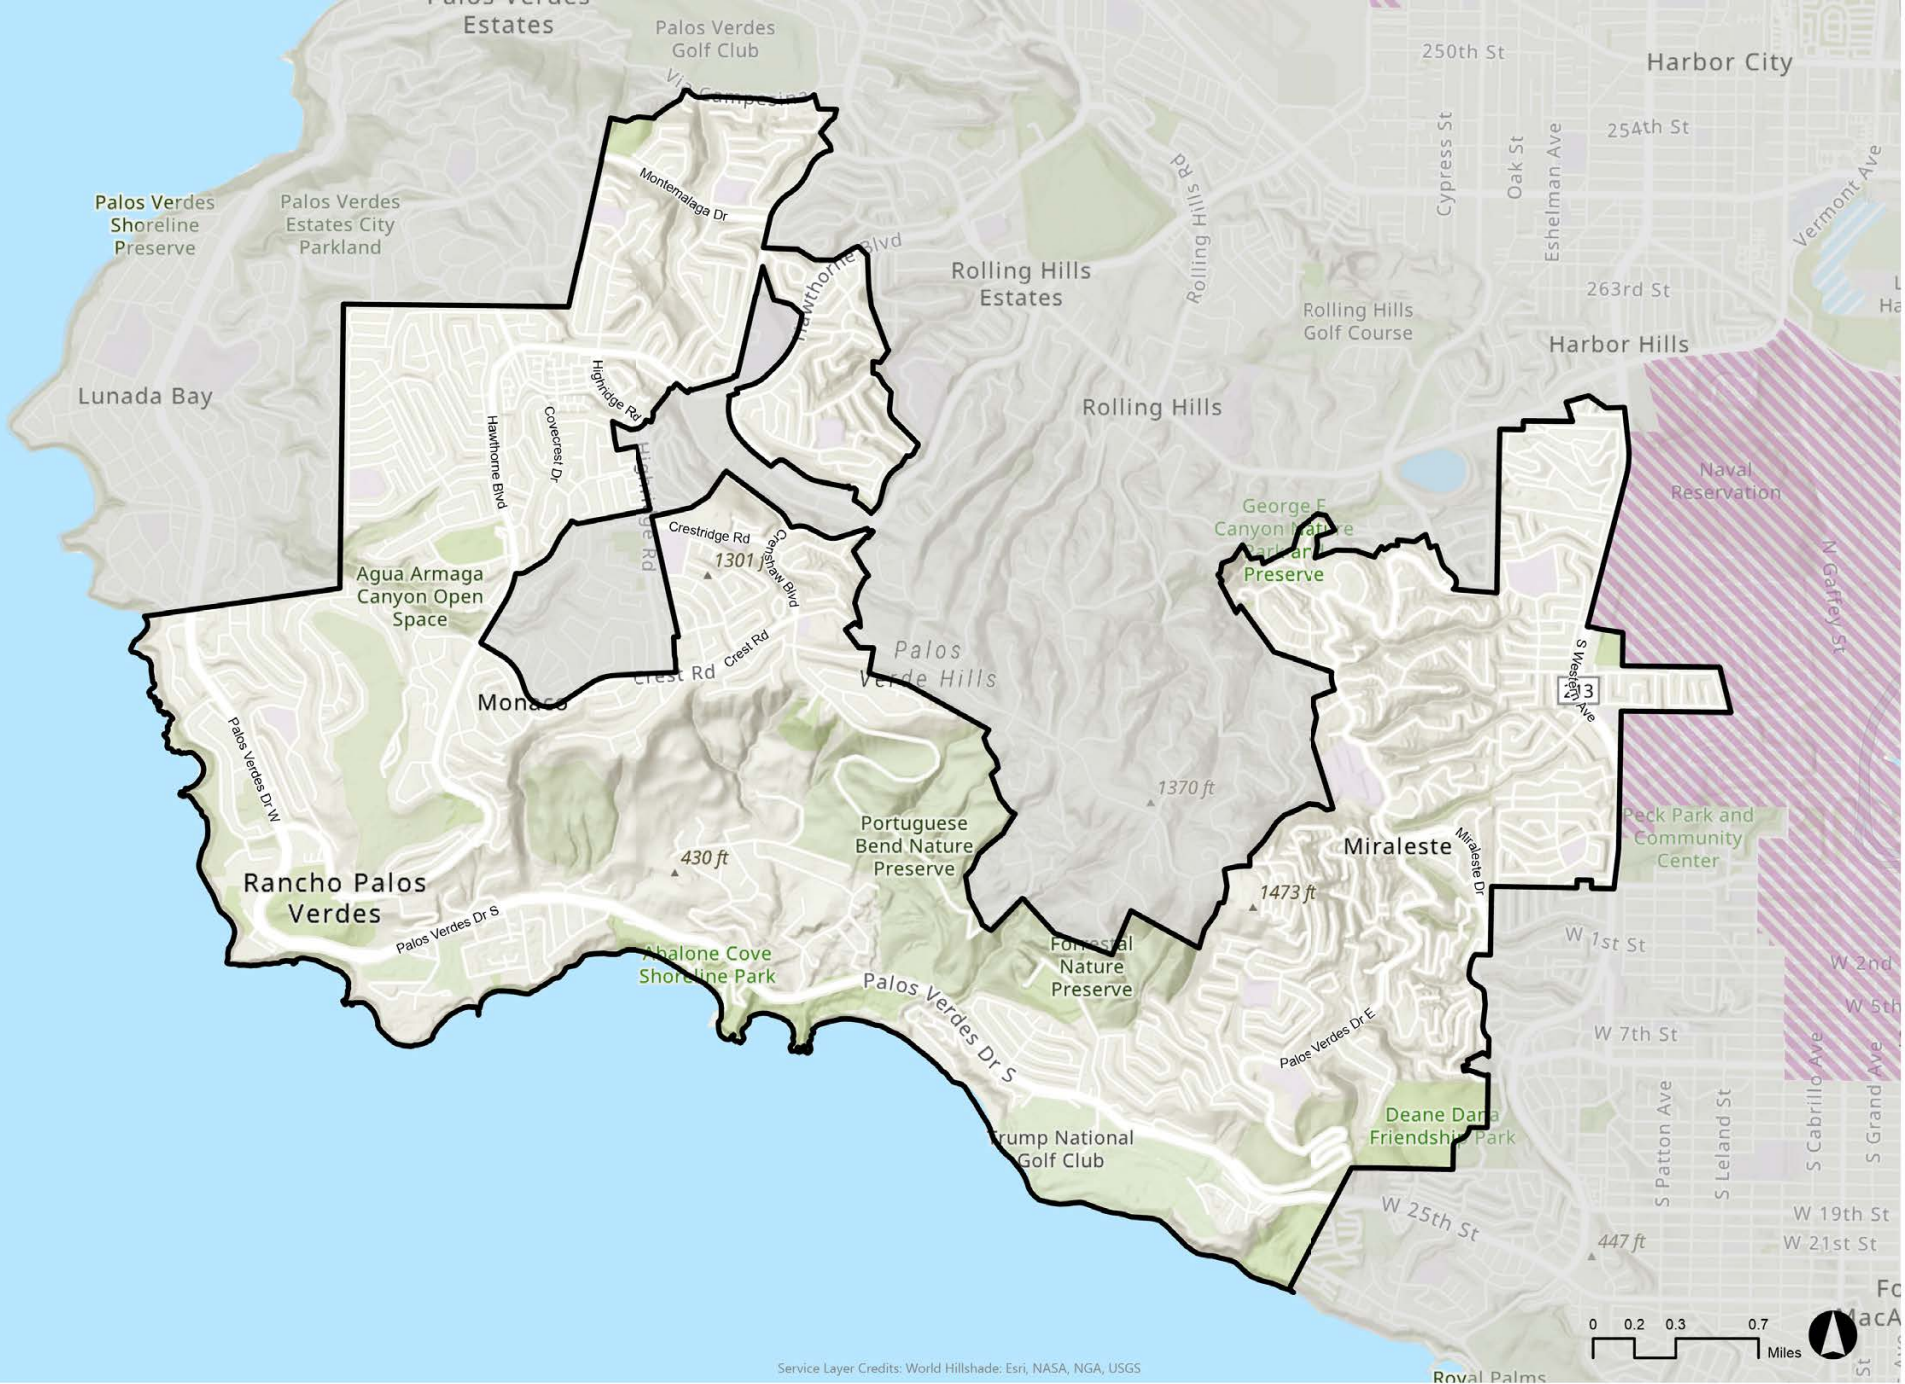 Estates
Palos Verdes
Golf Club
Via Campesina
250th St
Harbor City
254th St
Cypress St
Oak St
Eshelman Ave
Vermont Ave
Rolling Hills Rd
Palos Verdes
Shoreline
Preserve
Palos Verdes
Estates City
Parkland
Montemalaga Dr
Hawthorne Blvd
Rolling Hills
Estates
263rd St
Rolling Hills
Golf Course
Harbor Hills
Lunada Bay
Highridge Rd
Covecrest Dr
Hawthorne Blvd
Rolling Hills
Highridge Rd
Naval
Reservation
George F
Canyon Nature
Park and
Preserve
N Gaffey St
Crestridge Rd
1301 f
Crenshaw Blvd
Agua Armaga
Canyon Open
Space
Crest Rd
Crest Rd
Palos
Verde Hills
S Western Ave
213
Monaco
Palos Verdes Dr W
1370 ft
Portuguese
Bend Nature
Preserve
Peck Park and
Community
Center
Miraleste
Miraleste Dr
430 ft
Rancho Palos
Verdes
1473 ft
Palos Verdes Dr S
W 1st St
Abalone Cove
Shoreline Park
Forrestal
Nature
Preserve
W 2nd
Palos Verdes Dr S
W 5th
W 7th St
Palos Verdes Dr E
S Cabrillo Ave
S Grand Ave
S Patton Ave
S Leland St
Deane Dana
Friendship Park
Trump National
Golf Club
W 25th St
W 19th St
W 21st St
447 ft
Fo
MacA
0 0.2 0.3 0.7
Miles
St
Service Layer Credits: World Hillshade: Esri, NASA, NGA, USGS
Royal Palms